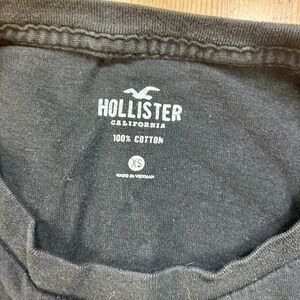 HOLLISTER
CALIFORNIA
100% COTTON
XS
MADE IN VIETNAM